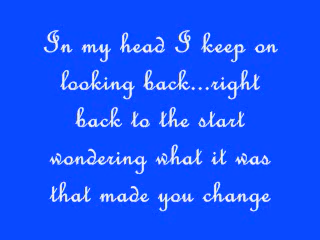 In my head I keep on
looking back...right
back to the start
wondering what it was
that made you change